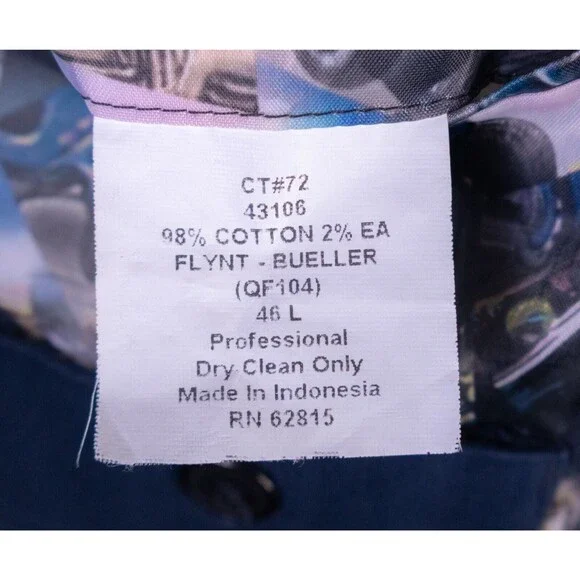 CT#72
43106
98% COTTON 2% EA
FLYNT - BUELLER
(QF104)
46 L
Professional
Dry Clean Only
Made In Indonesia
RN 62815